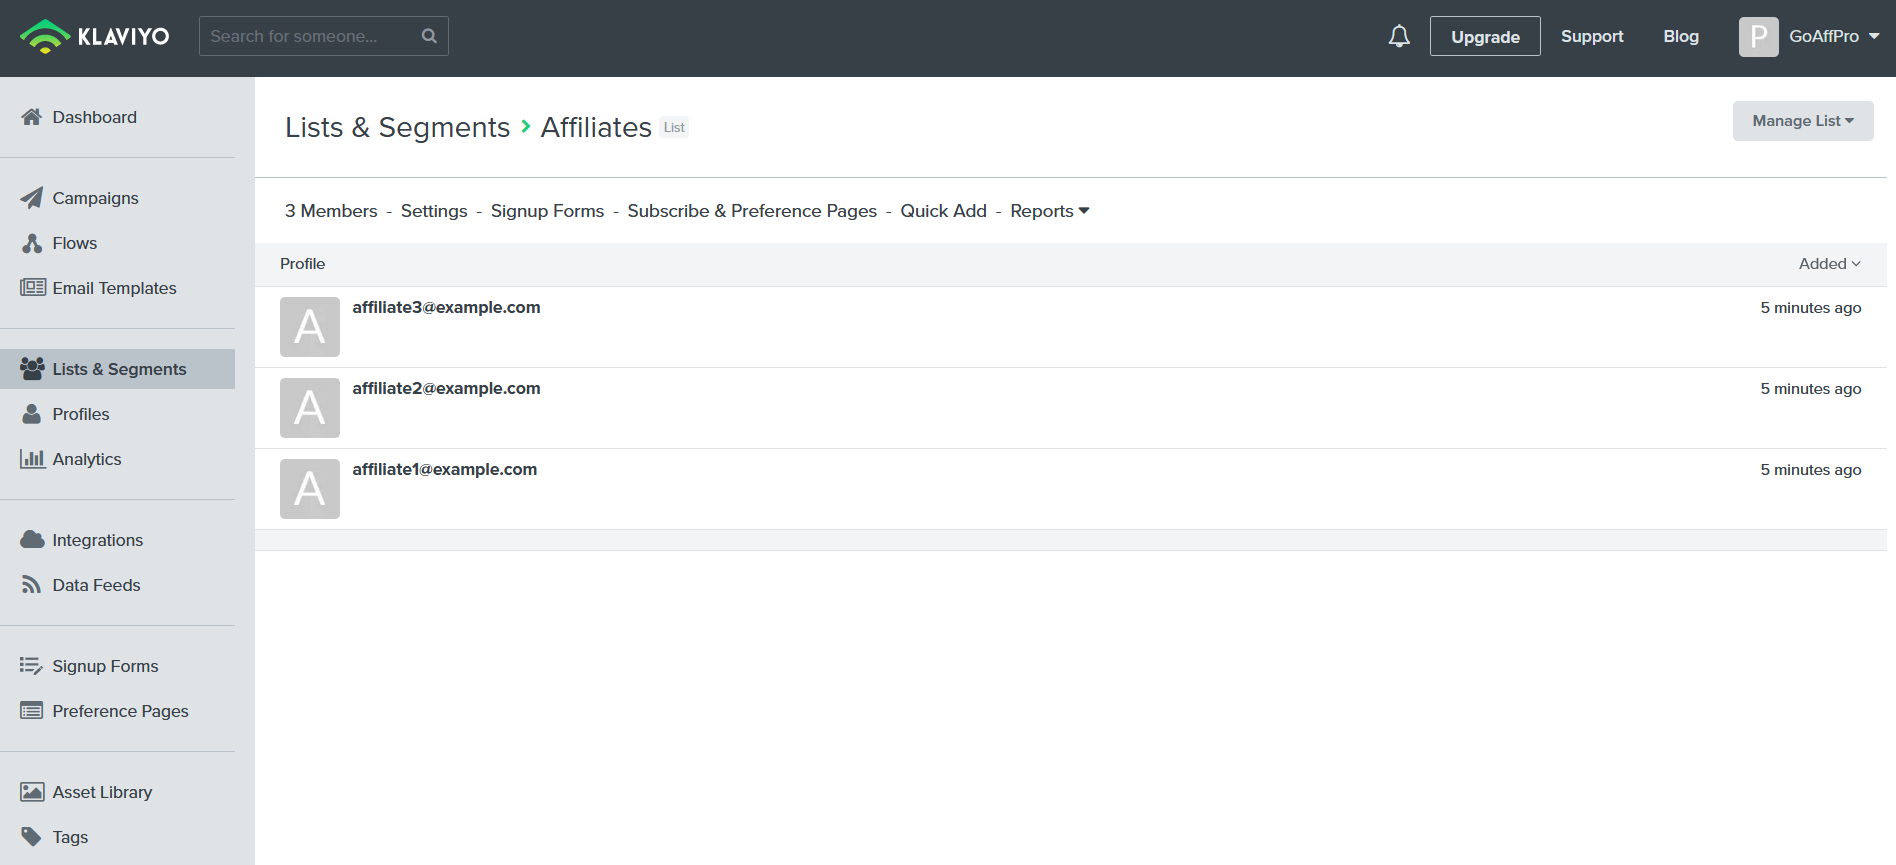 KLAVIYO
Search for someone...
Upgrade
Support
Blog
P
GoAffPro
Dashboard
Campaigns
Flows
Email Templates
Lists & Segments
Profiles
Analytics
Integrations
Data Feeds
Signup Forms
Preference Pages
Asset Library
Tags
Lists & Segments > Affiliates List
Manage List
3 Members - Settings - Signup Forms - Subscribe & Preference Pages - Quick Add - Reports
Profile Added
A affiliate3@example.com 5 minutes ago
A affiliate2@example.com 5 minutes ago
A affiliate1@example.com 5 minutes ago